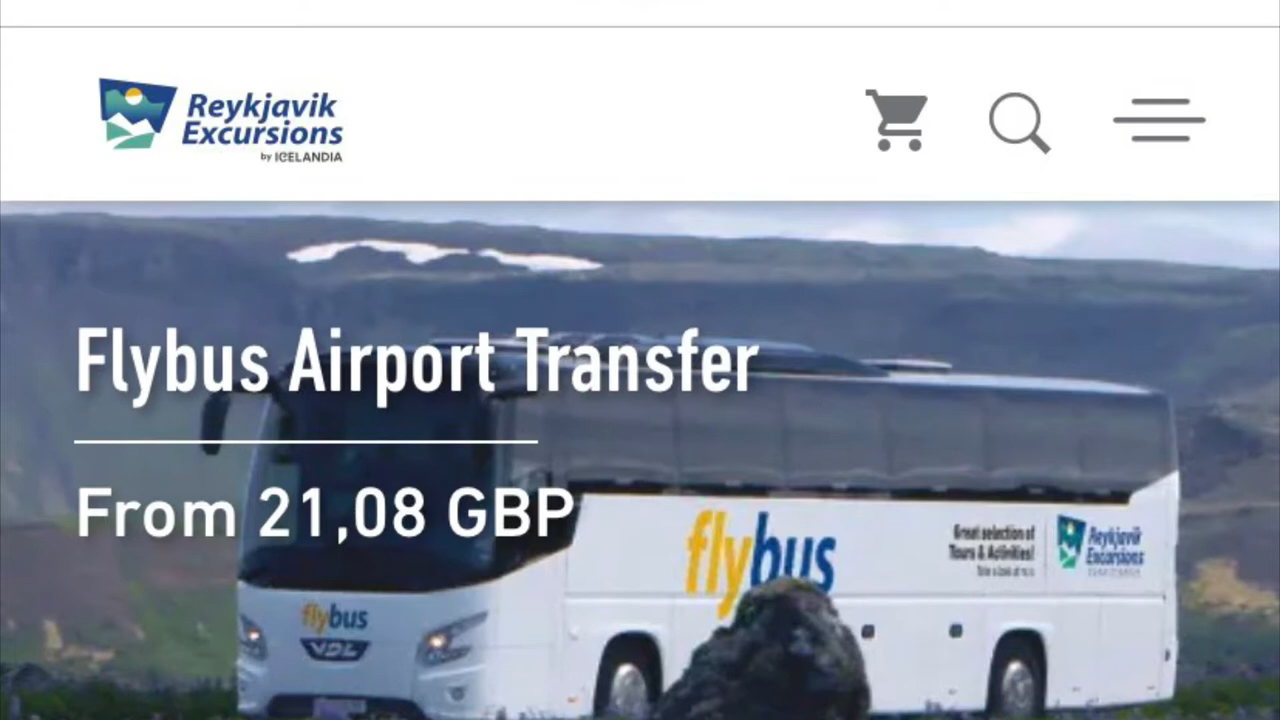 Reykjavik
Excursions
by ICELANDIA
Flybus Airport Transfer
From 21,08 GBP
flybus
Great selection of
Tours & Activities!
Reykjavik
Excursions
flybus
VDL